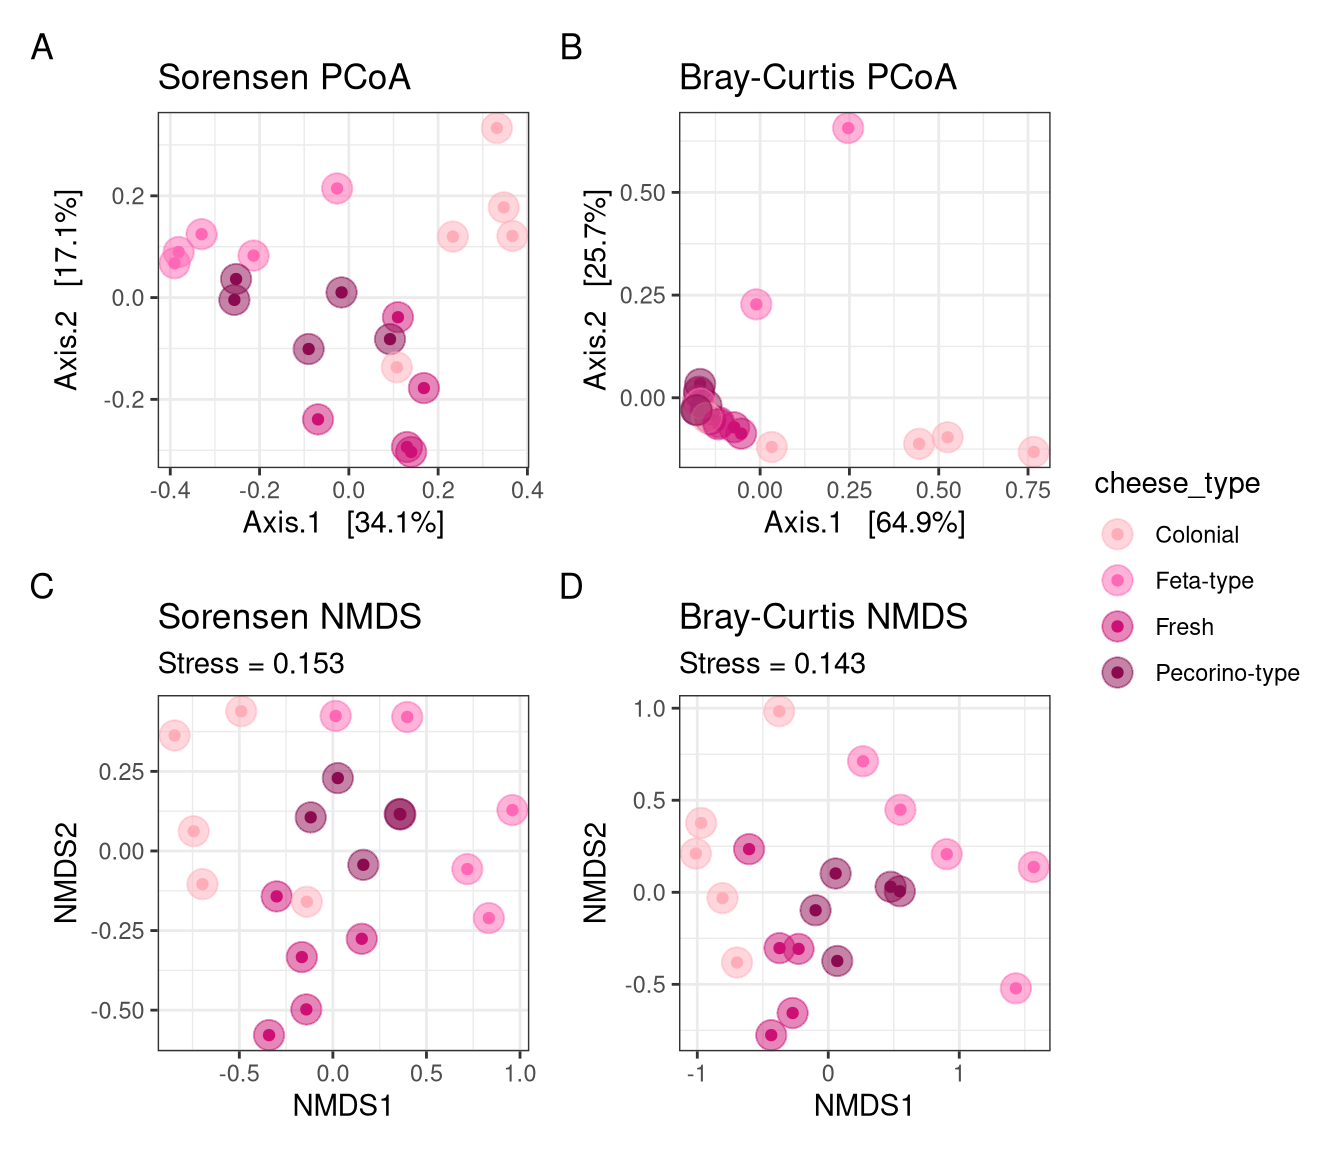 A
Sorensen PCoA
Axis.2 [17.1%]
0.2
0.0
-0.2
-0.4
-0.2
0.0
0.2
0.4
Axis.1 [34.1%]
B
Bray-Curtis PCoA
Axis.2 [25.7%]
0.50
0.25
0.00
0.00
0.25
0.50
0.75
Axis.1 [64.9%]
C
Sorensen NMDS
Stress = 0.153
NMDS2
0.25
0.00
-0.25
-0.50
-0.5
0.0
0.5
1.0
NMDS1
D
Bray-Curtis NMDS
Stress = 0.143
NMDS2
1.0
0.5
0.0
-0.5
-1
0
1
NMDS1
cheese_type
Colonial
Feta-type
Fresh
Pecorino-type